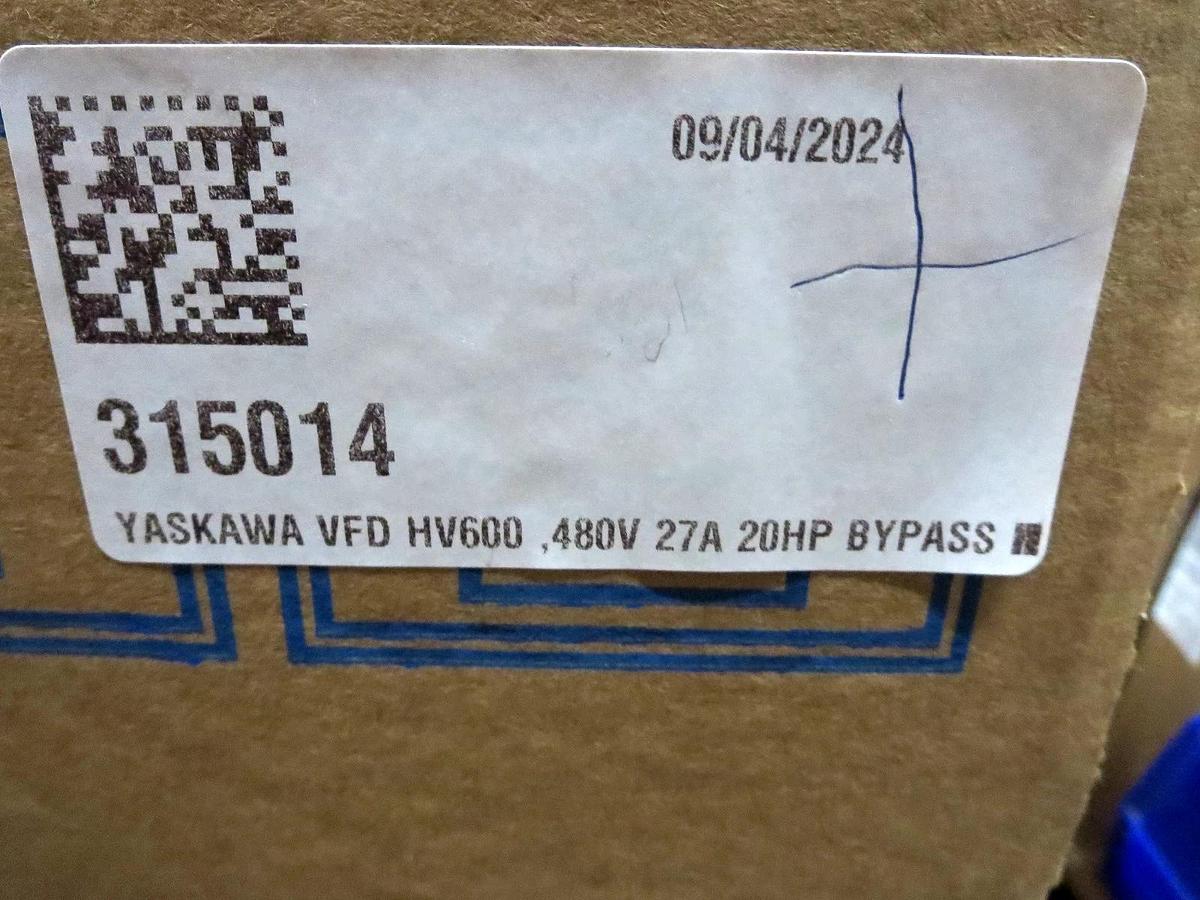 09/04/2024
315014
YASKAWA VFD HV600 ,480V 27A 20HP BYPASS